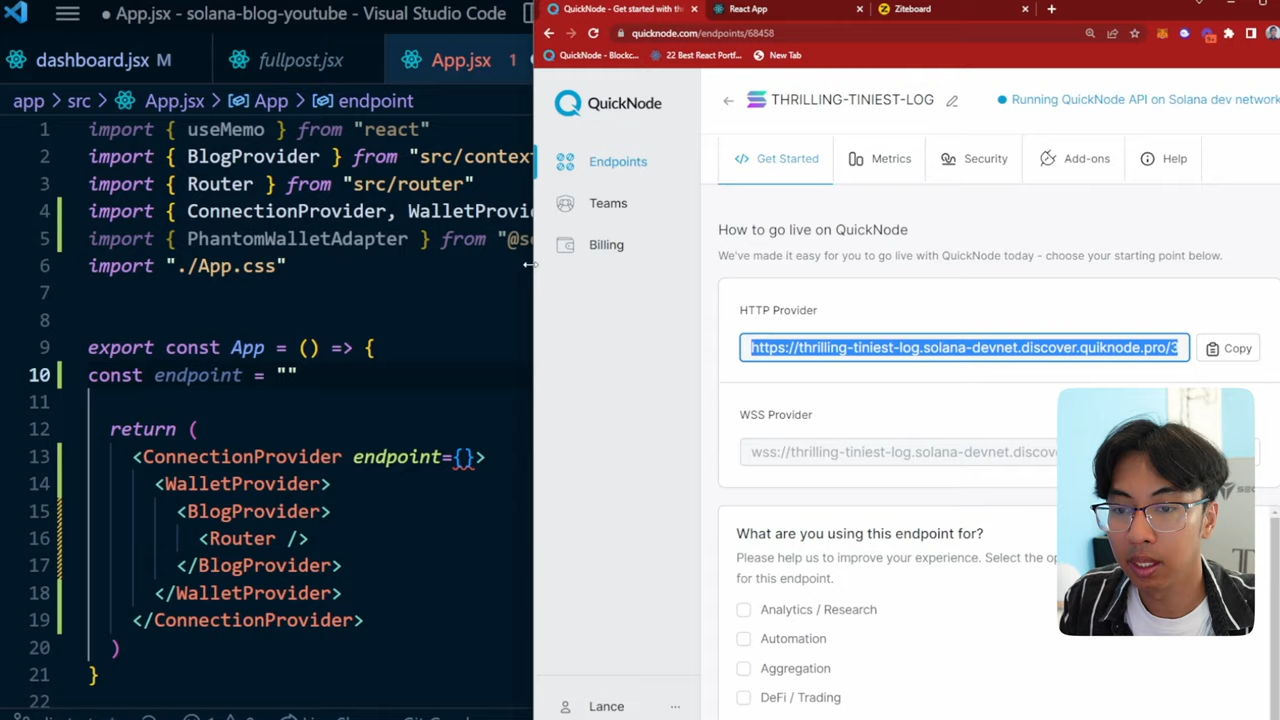 ● App.jsx - solana-blog-youtube - Visual Studio Code
dashboard.jsx M
fullpost.jsx
App.jsx 1
app > src > App.jsx > App > endpoint
1 import { useMemo } from "react"
2 import { BlogProvider } from "src/contex
3 import { Router } from "src/router"
4 import { ConnectionProvider, WalletProvi
5 import { PhantomWalletAdapter } from "@so
6 import "./App.css"
7
8
9 export const App = () => {
10 const endpoint = ""
11
12 return (
13 <ConnectionProvider endpoint={}>
14 <WalletProvider>
15 <BlogProvider>
16 <Router />
17 </BlogProvider>
18 </WalletProvider>
19 </ConnectionProvider>
20 )
21 }
22
QuickNode - Get started with th
React App
Ziteboard
quicknode.com/endpoints/68458
QuickNode - Blockc...
22 Best React Portf...
New Tab
QuickNode
Endpoints
Teams
Billing
Lance ...
THRILLING-TINIEST-LOG
Running QuickNode API on Solana dev network
</> Get Started
Metrics
Security
Add-ons
Help
How to go live on QuickNode
We've made it easy for you to go live with QuickNode today - choose your starting point below.
HTTP Provider
https://thrilling-tiniest-log.solana-devnet.discover.quiknode.pro/3
Copy
WSS Provider
wss://thrilling-tiniest-log.solana-devnet.discove
What are you using this endpoint for?
Please help us to improve your experience. Select the op
for this endpoint.
Analytics / Research
Automation
Aggregation
DeFi / Trading